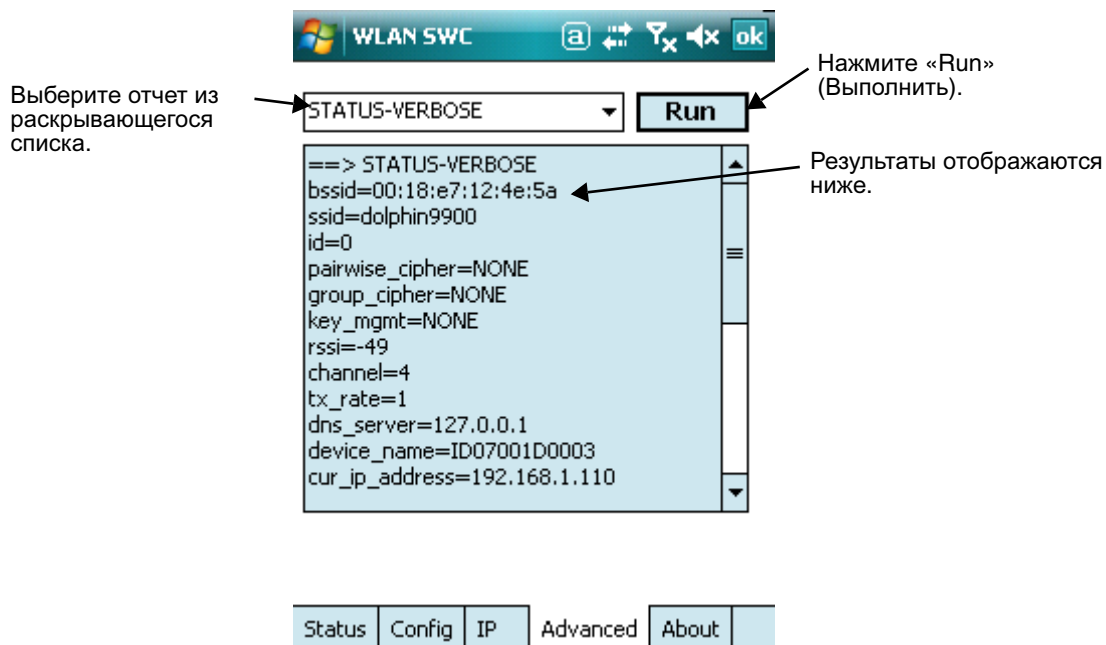 WLAN SWC
a
ok
Выберите отчет из
раскрывающегося
списка.
STATUS-VERBOSE
Run
Нажмите «Run»
(Выполнить).
Результаты отображаются
ниже.
==> STATUS-VERBOSE
bssid=00:18:e7:12:4e:5a
ssid=dolphin9900
id=0
pairwise_cipher=NONE
group_cipher=NONE
key_mgmt=NONE
rssi=-49
channel=4
tx_rate=1
dns_server=127.0.0.1
device_name=ID07001D0003
cur_ip_address=192.168.1.110
Status Config IP Advanced About